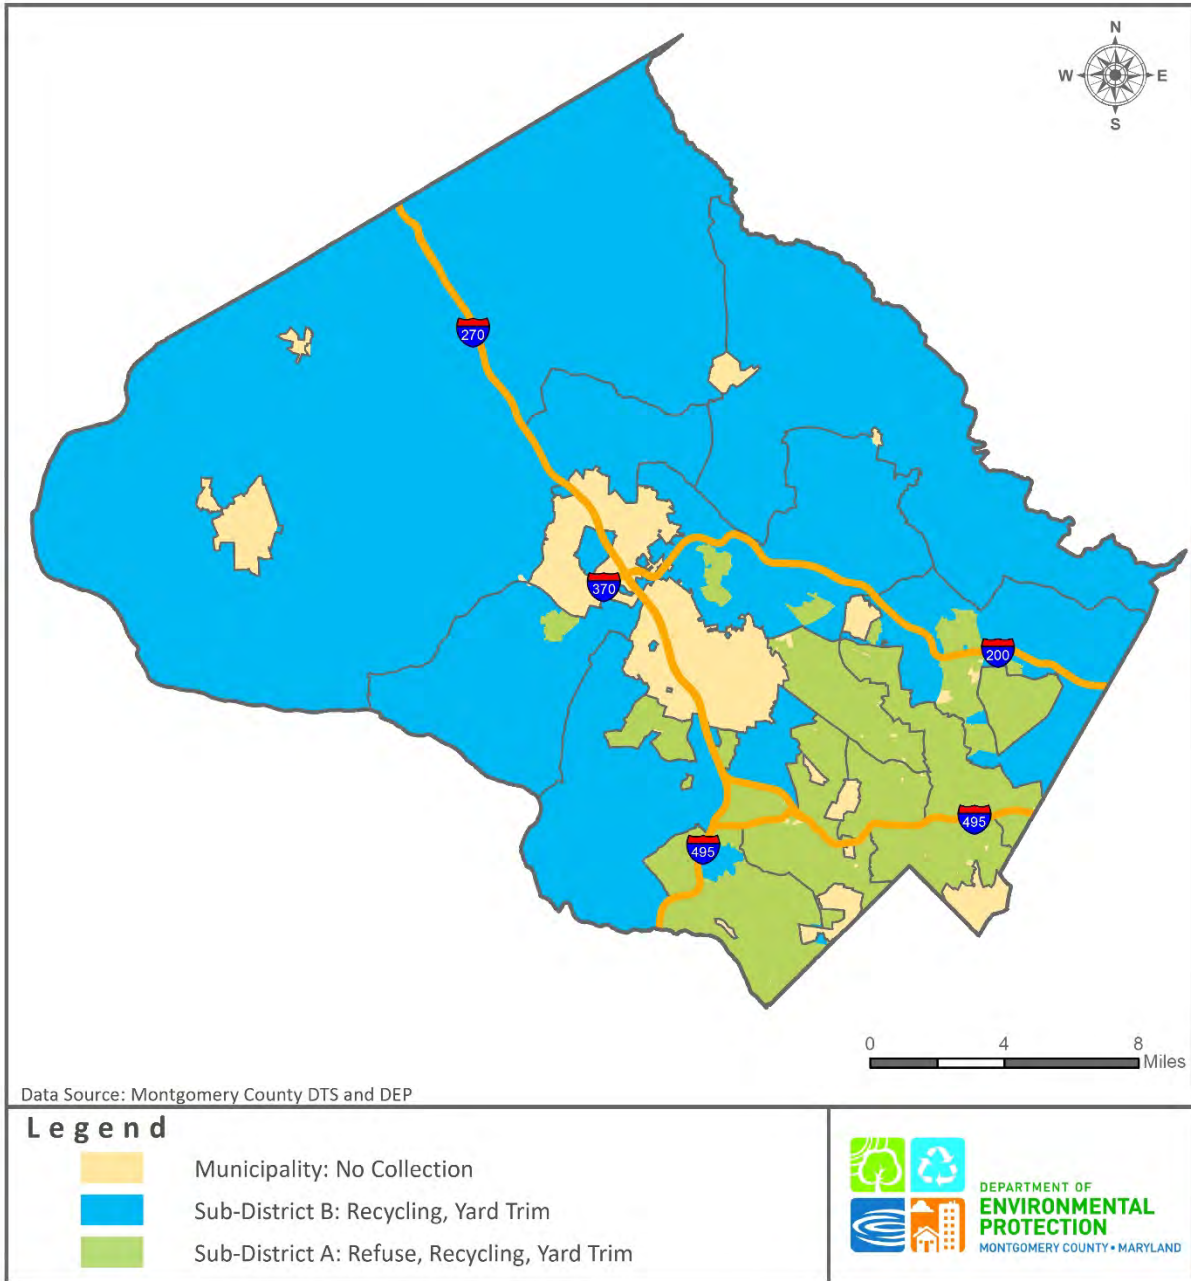 N
W E
S
270
370
200
495
495
0 4 8
Miles
Data Source: Montgomery County DTS and DEP
Legend
Municipality: No Collection
Sub-District B: Recycling, Yard Trim
Sub-District A: Refuse, Recycling, Yard Trim
DEPARTMENT OF
ENVIRONMENTAL
PROTECTION
MONTGOMERY COUNTY • MARYLAND